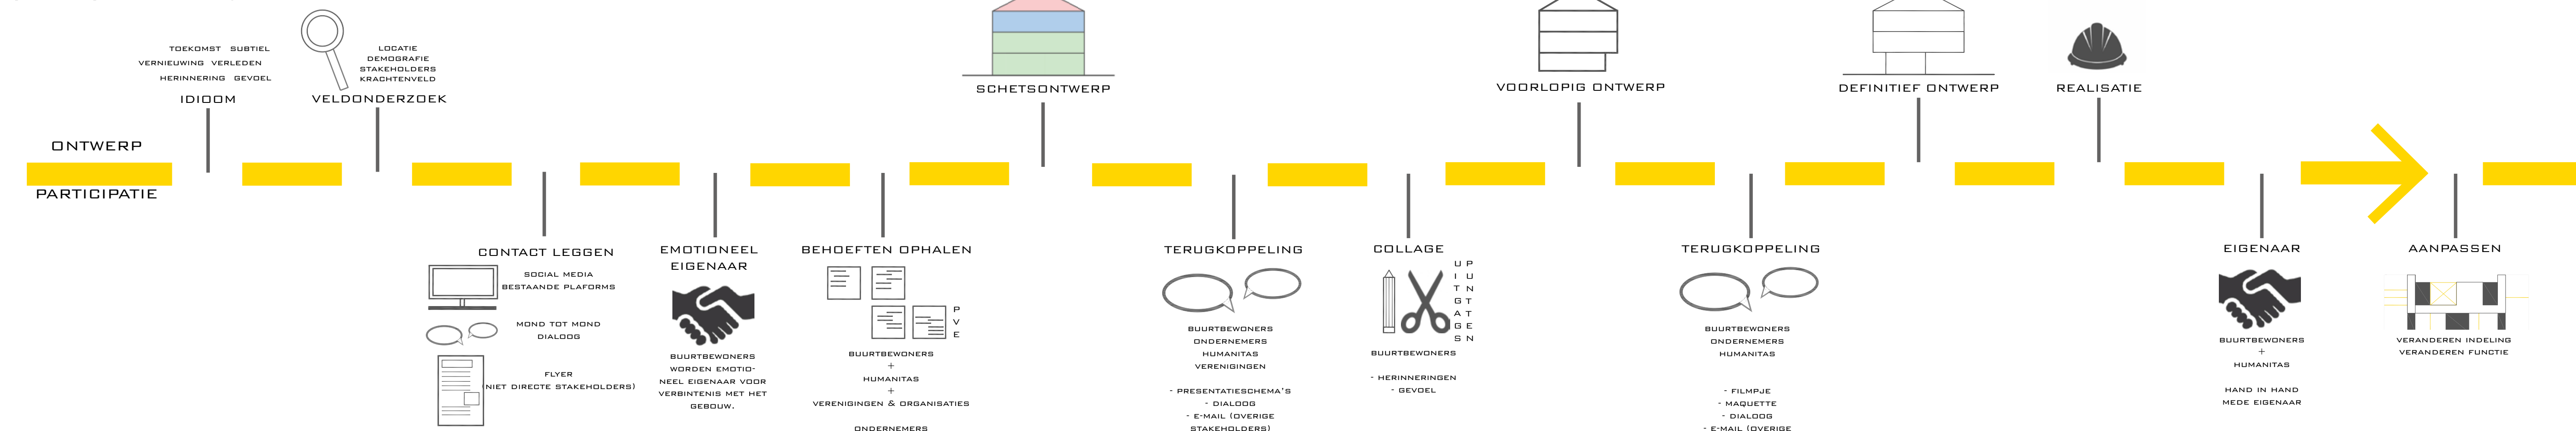 TOEKOMST SUBTIEL
VERNIEUWING VERLEDEN
HERINNERING GEVOEL
IDIOOM
LOCATIE
DEMOGRAFIE
STAKEHOLDERS
KRACHTENVELD
VELDONDERZOEK
SCHETSONTWERP
VOORLOPIG ONTWERP
DEFINITIEF ONTWERP
REALISATIE
ONTWERP
PARTICIPATIE
CONTACT LEGGEN
SOCIAL MEDIA
BESTAANDE PLAFORMS
MOND TOT MOND
DIALOOG
FLYER
(NIET DIRECTE STAKEHOLDERS)
EMOTIONEEL
EIGENAAR
BUURTBEWONERS
WORDEN EMOTIO-
NEEL EIGENAAR VOOR
VERBINTENIS MET HET
GEBOUW.
BEHOEFTEN OPHALEN
PVE
BUURTBEWONERS
+
HUMANITAS
+
VERENIGINGEN & ORGANISATIES
ONDERNEMERS
TERUGKOPPELING
BUURTBEWONERS
ONDERNEMERS
HUMANITAS
VERENIGINGEN
- PRESENTATIESCHEMA'S
- DIALOOG
- E-MAIL (OVERIGE
STAKEHOLDERS)
COLLAGE
UITGAGS
PUNTEN
BUURTBEWONERS
- HERINNERINGEN
- GEVOEL
TERUGKOPPELING
BUURTBEWONERS
ONDERNEMERS
HUMANITAS
- FILMPJE
- MAQUETTE
- DIALOOG
- E-MAIL (OVERIGE
EIGENAAR
BUURTBEWONERS
+
HUMANITAS
HAND IN HAND
MEDE EIGENAAR
AANPASSEN
VERANDEREN INDELING
VERANDEREN FUNCTIE